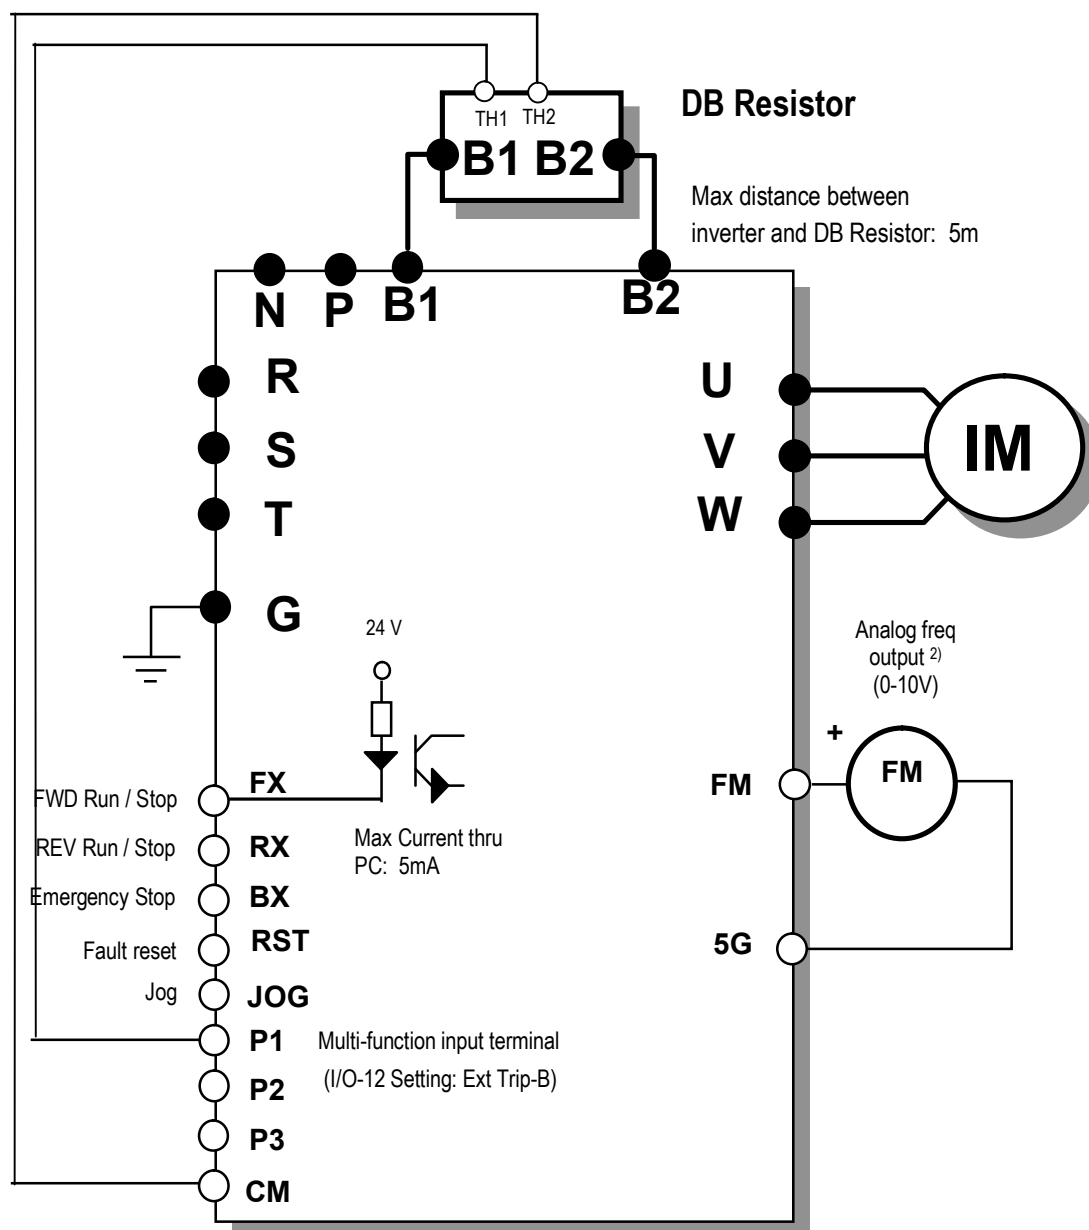 TH1 TH2
DB Resistor
B1 B2
Max distance between
inverter and DB Resistor: 5m
N P B1 B2
R
U
S
V
IM
T
W
G
24 V
Analog freq
output 2)
(0-10V)
+
FM
FM
FX
FWD Run / Stop
REV Run / Stop
RX
Max Current thru
PC: 5mA
Emergency Stop
BX
Fault reset
RST
5G
Jog
JOG
P1
Multi-function input terminal
(I/O-12 Setting: Ext Trip-B)
P2
P3
CM